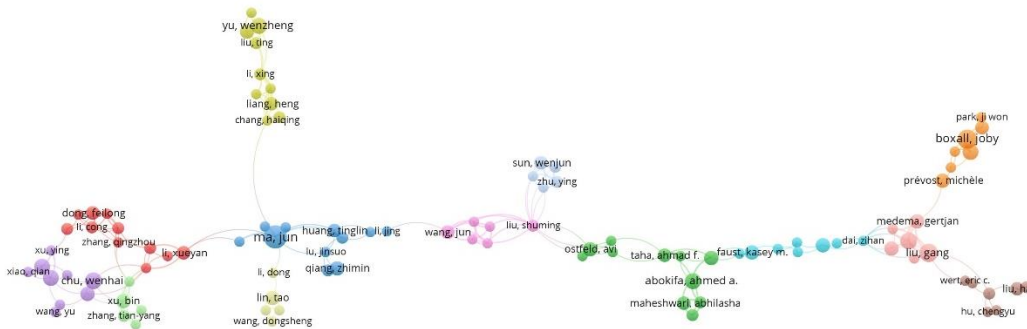 yu, wenzheng
liu, ting
li, xing
liang, heng
chang, haiqing
park, ji won
boxall, joby
prévost, michèle
sun, wenjun
zhu, ying
dong, feilong
li, cong
zhang, qingzhou
li, xueyan
xu, ying
xiao, qian
chu, wenhai
wang, yu
xu, bin
zhang, tian-yang
ma, jun
huang, tinglin
li, jing
lu, jinsuo
qiang, zhimin
li, dong
lin, tao
wang, dongsheng
wang, jun
liu, shuming
ostfeld, avi
taha, ahmad f.
abokifa, ahmed a.
maheshwari, abhilasha
faust, kasey m.
dai, zihan
medema, gertjan
liu, gang
wert, eric c.
hu, chengyu